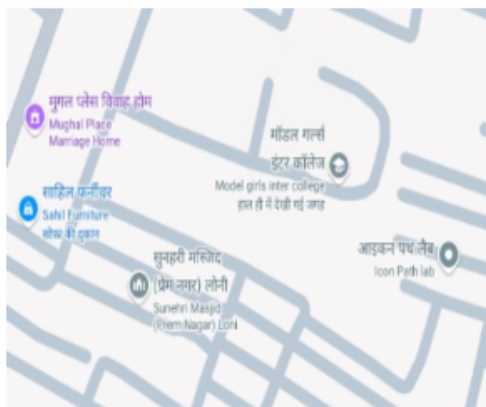 मुगल प्लेस विवाह होम
Mughal Place
Marriage Home
मॉडल गर्ल्स
इंटर कॉलेज
Model girls inter college
हाल ही में देखी गई जगह
साहिल फर्नीचर
Sahil Furniture
सोफ़ा की दुकान
आइकन पथ लैब
Icon Path lab
सुनहरी मस्जिद
(प्रेम नगर) लोनी
Sunehri Masjid
(Prem Nagar) Loni